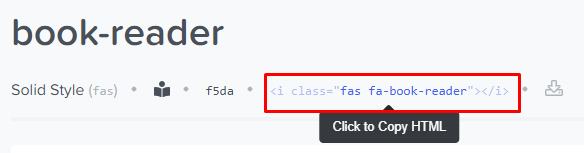 book-reader
Solid Style (fas) • • f5da • <i class="fas fa-book-reader"></i> •
Click to Copy HTML